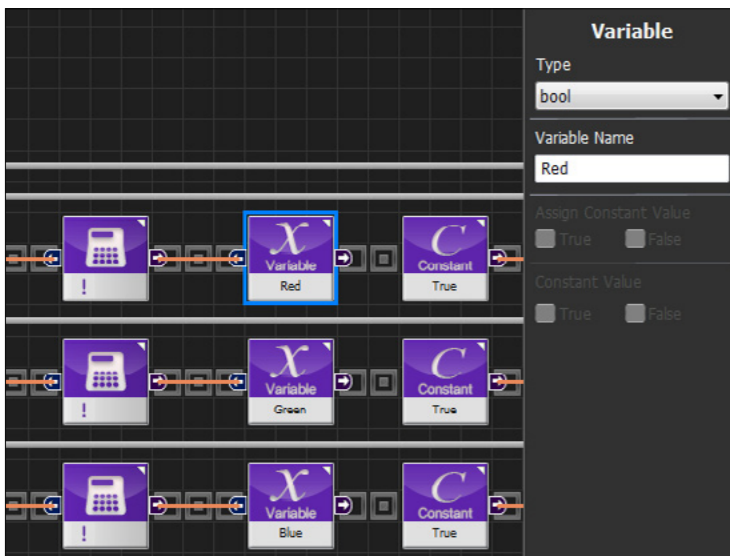 Variable
Type
bool
Variable Name
Red
Assign Constant Value
True False
Constant Value
True False
! Variable Constant
Red True
! Variable Constant
Green True
! Variable Constant
Blue True